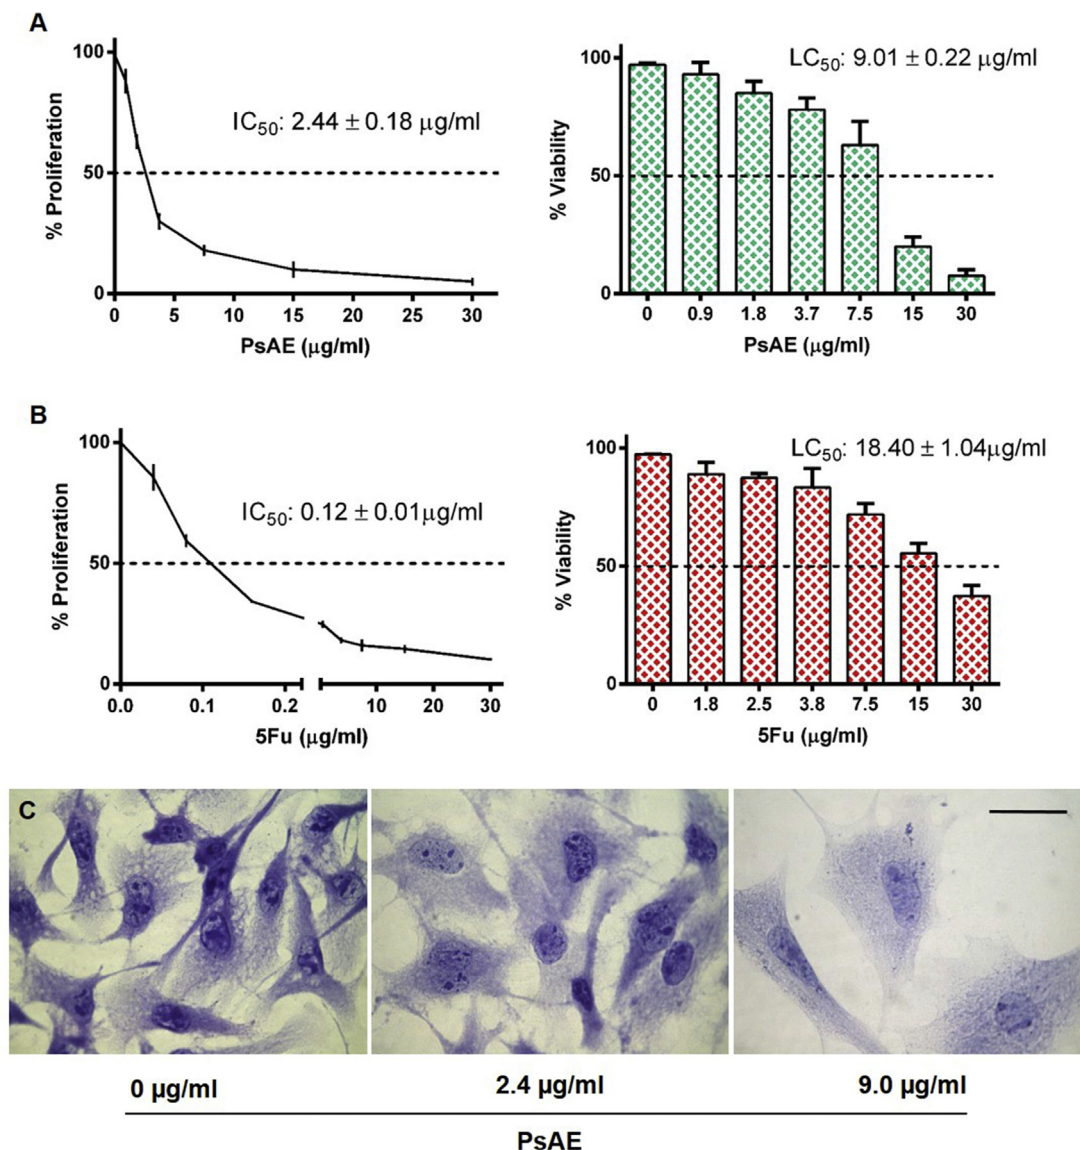 A
% Proliferation
100
50
0
IC50: 2.44 ± 0.18 μg/ml
0 5 10 15 20 25 30
PsAE (μg/ml)
% Viability
100
50
0
LC50: 9.01 ± 0.22 μg/ml
0 0.9 1.8 3.7 7.5 15 30
PsAE (μg/ml)
B
% Proliferation
100
50
0
IC50: 0.12 ± 0.01μg/ml
0.0 0.1 0.2 10 20 30
5Fu (μg/ml)
% Viability
100
50
0
LC50: 18.40 ± 1.04μg/ml
0 1.8 2.5 3.8 7.5 15 30
5Fu (μg/ml)
C
0 μg/ml 2.4 μg/ml 9.0 μg/ml
PsAE